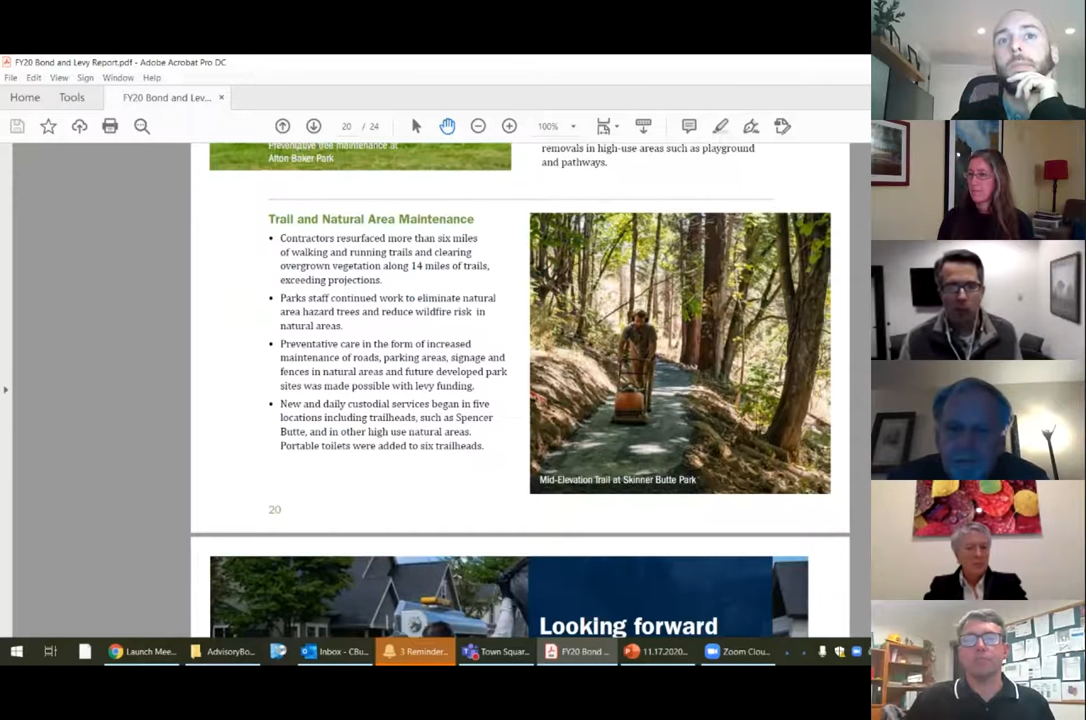 FY20 Bond and Levy Report.pdf - Adobe Acrobat Pro DC
File Edit View Sign Window Help
Home Tools FY20 Bond and Lev... ×
20 / 24 100%
Preventative tree maintenance at
Alton Baker Park
removals in high-use areas such as playground
and pathways.
Trail and Natural Area Maintenance
• Contractors resurfaced more than six miles
of walking and running trails and clearing
overgrown vegetation along 14 miles of trails,
exceeding projections.
• Parks staff continued work to eliminate natural
area hazard trees and reduce wildfire risk in
natural areas.
• Preventative care in the form of increased
maintenance of roads, parking areas, signage and
fences in natural areas and future developed park
sites was made possible with levy funding.
• New and daily custodial services began in five
locations including trailheads, such as Spencer
Butte, and in other high use natural areas.
Portable toilets were added to six trailheads.
Mid-Elevation Trail at Skinner Butte Park
20
Looking forward
Launch Mee... AdvisoryBo... Inbox - CBu... 3 Reminder... Town Squar... FY20 Bond ... 11.17.2020... Zoom Clou...